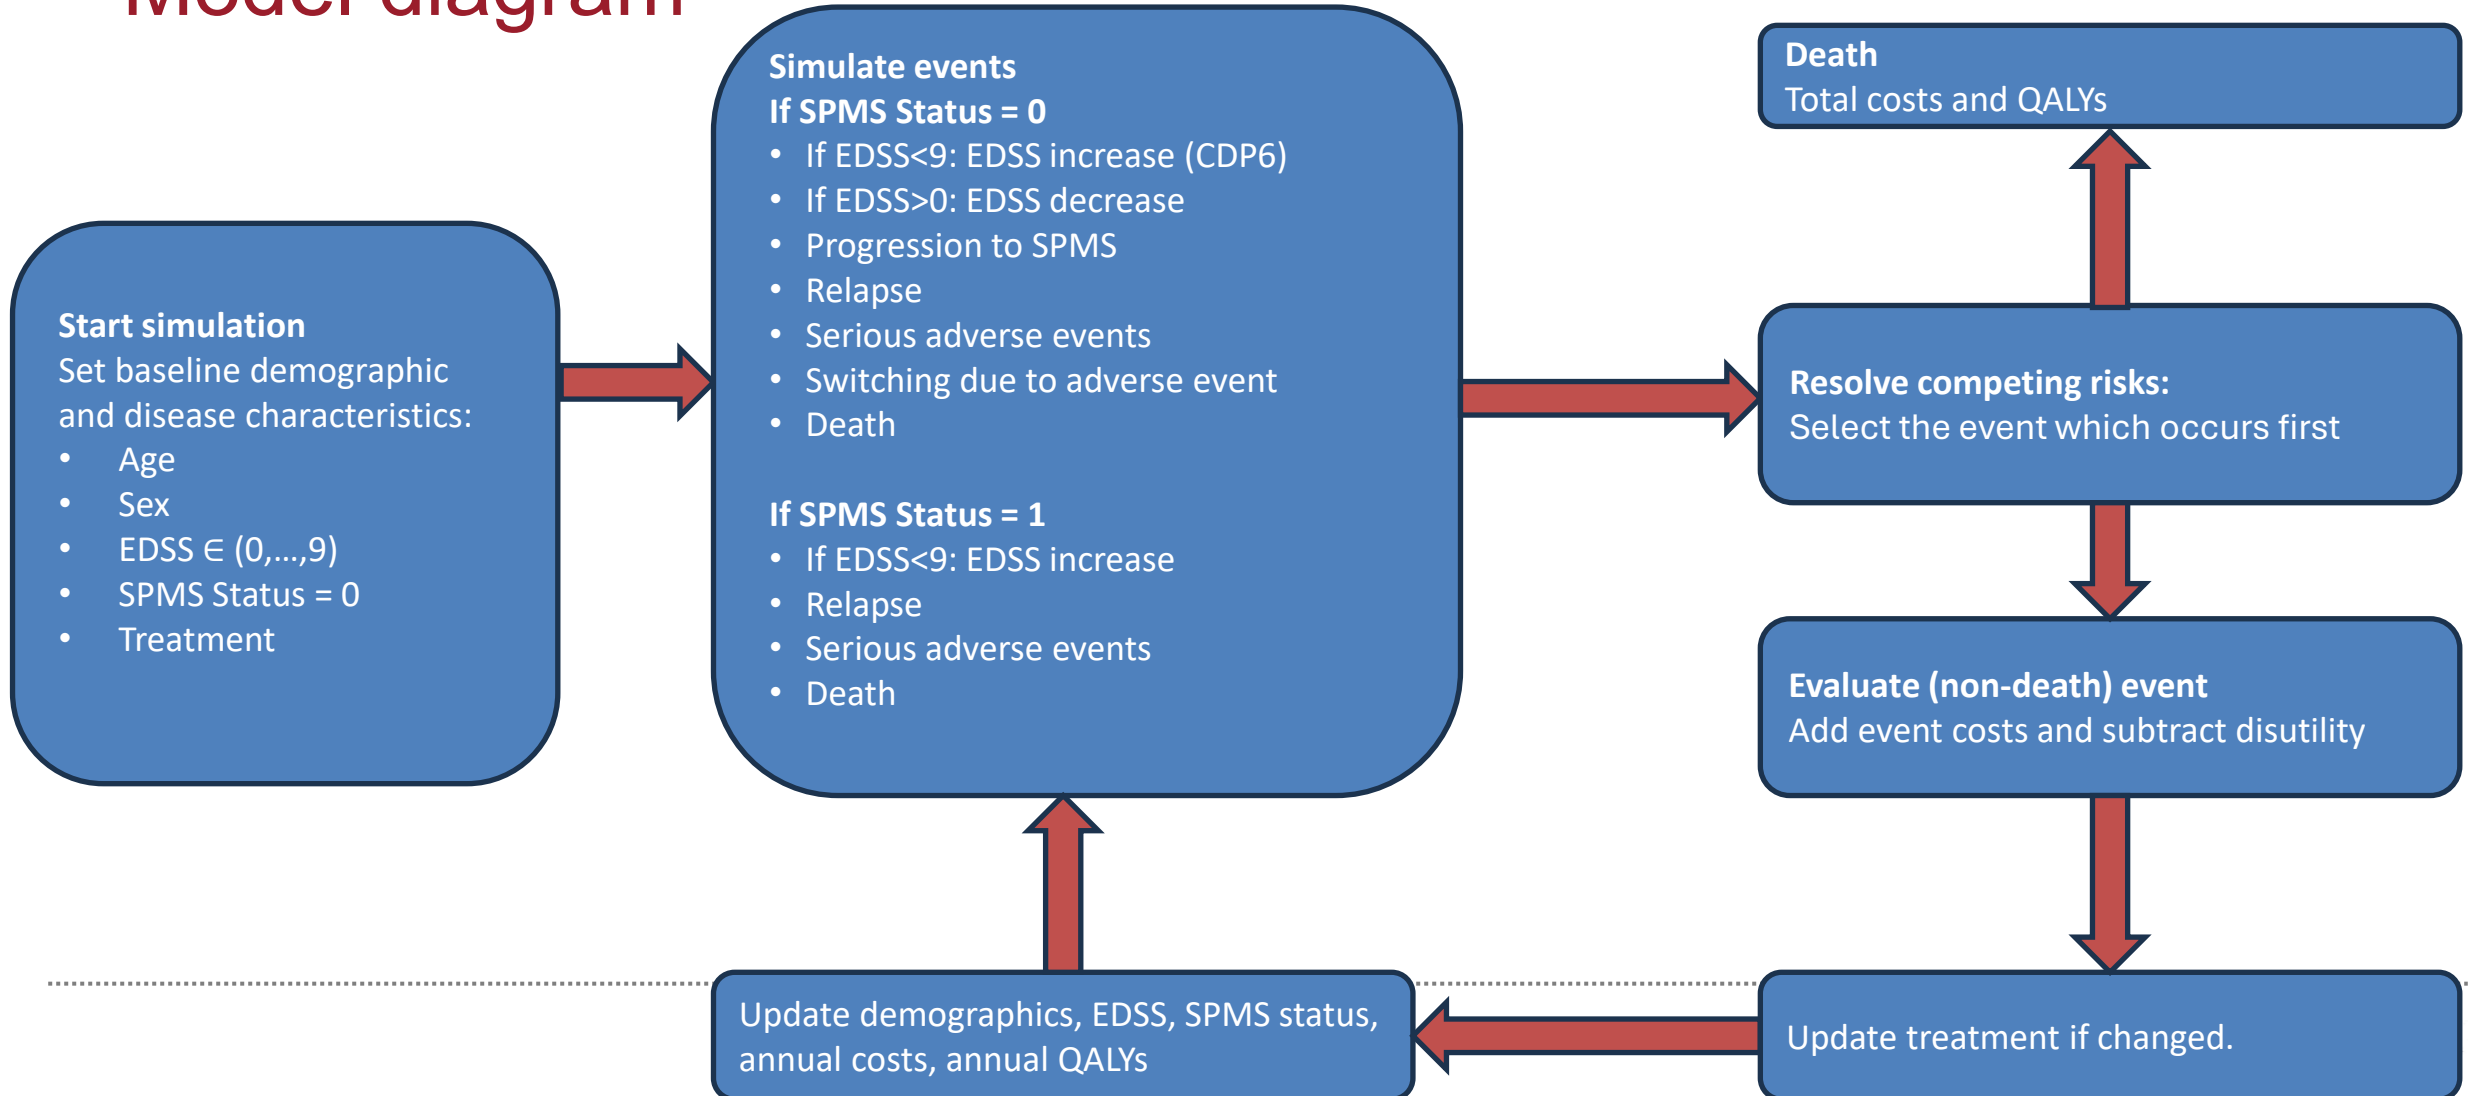 Model diagram
Start simulation
Set baseline demographic
and disease characteristics:
• Age
• Sex
• EDSS ∈ (0,...,9)
• SPMS Status = 0
• Treatment
Simulate events
If SPMS Status = 0
• If EDSS<9: EDSS increase (CDP6)
• If EDSS>0: EDSS decrease
• Progression to SPMS
• Relapse
• Serious adverse events
• Switching due to adverse event
• Death
If SPMS Status = 1
• If EDSS<9: EDSS increase
• Relapse
• Serious adverse events
• Death
Death
Total costs and QALYs
Resolve competing risks:
Select the event which occurs first
Evaluate (non-death) event
Add event costs and subtract disutility
Update treatment if changed.
Update demographics, EDSS, SPMS status,
annual costs, annual QALYs